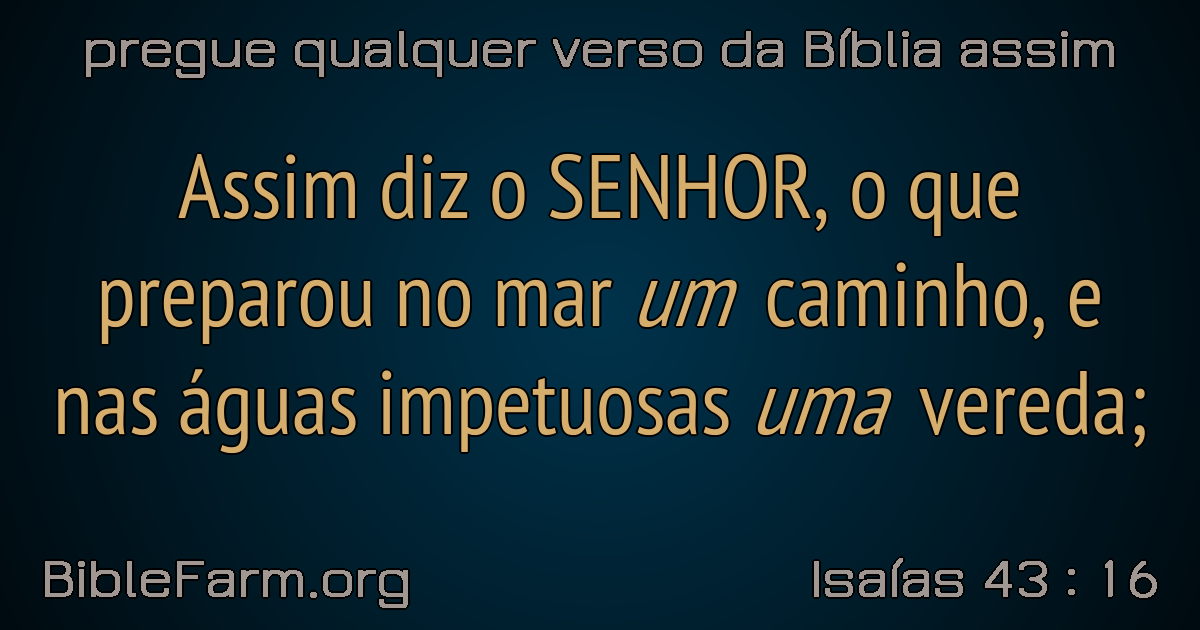 pregue qualquer verso da Bíblia assim
Assim diz o SENHOR, o que
preparou no mar um caminho, e
nas águas impetuosas uma vereda;
BibleFarm.org
Isaías 43 : 16